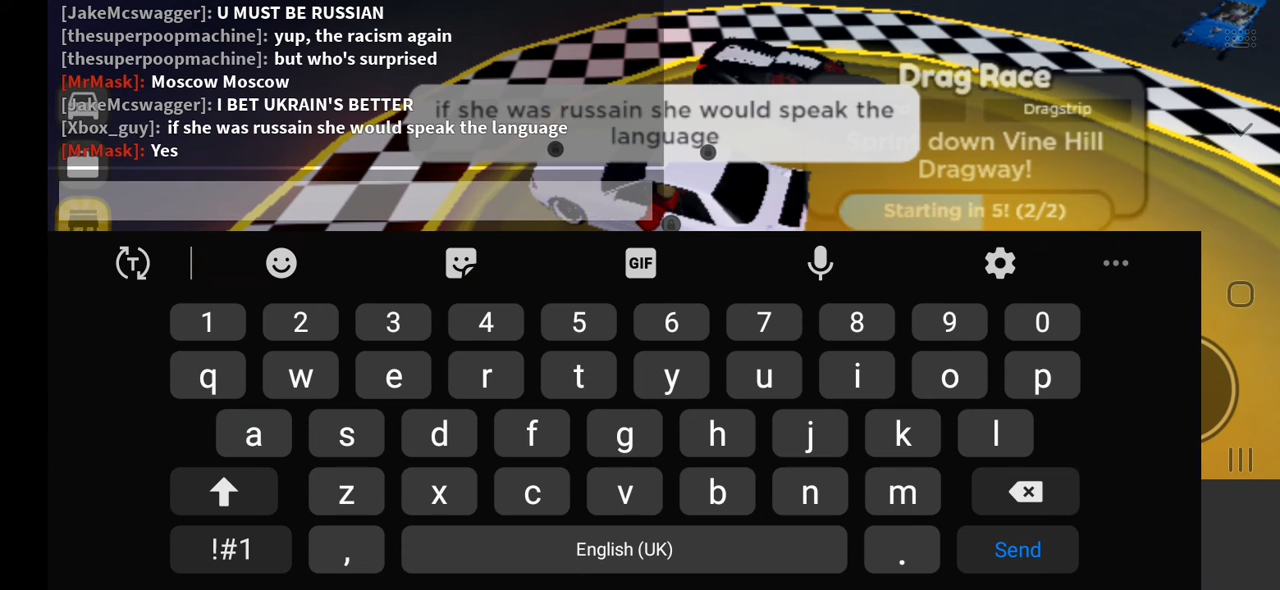 [JakeMcswagger]: U MUST BE RUSSIAN
[thesuperpoopmachine]: yup, the racism again
[thesuperpoopmachine]: but who's surprised
[MrMask]: Moscow Moscow
[JakeMcswagger]: I BET UKRAIN'S BETTER
[Xbox_guy]: if she was russain she would speak the language
[MrMask]: Yes
if she was russain she would speak the
language
Drag Race
Dragstrip
Sprint down Vine Hill
Dragway!
Starting in 5! (2/2)
T
GIF
1 2 3 4 5 6 7 8 9 0
q w e r t y u i o p
a s d f g h j k l
z x c v b n m
!#1 , English (UK) . Send